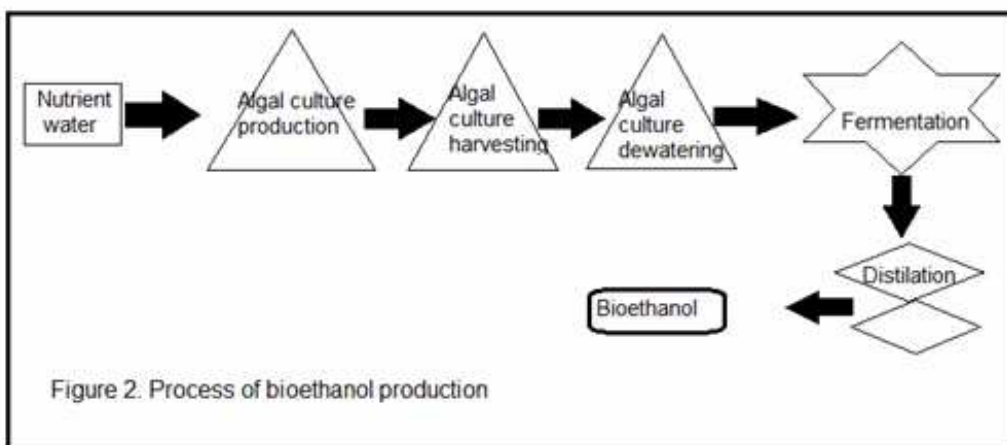 Nutrient
water
Algal culture
production
Algal
culture
harvesting
Algal
culture
dewatering
Fermentation
Distilation
Bioethanol
Figure 2. Process of bioethanol production